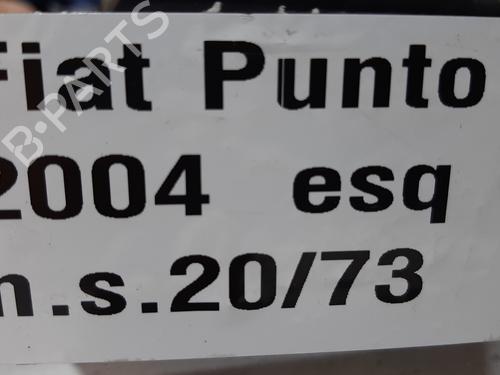 Fiat Punto
2004 esq
n.s.20/73
B-PARTS